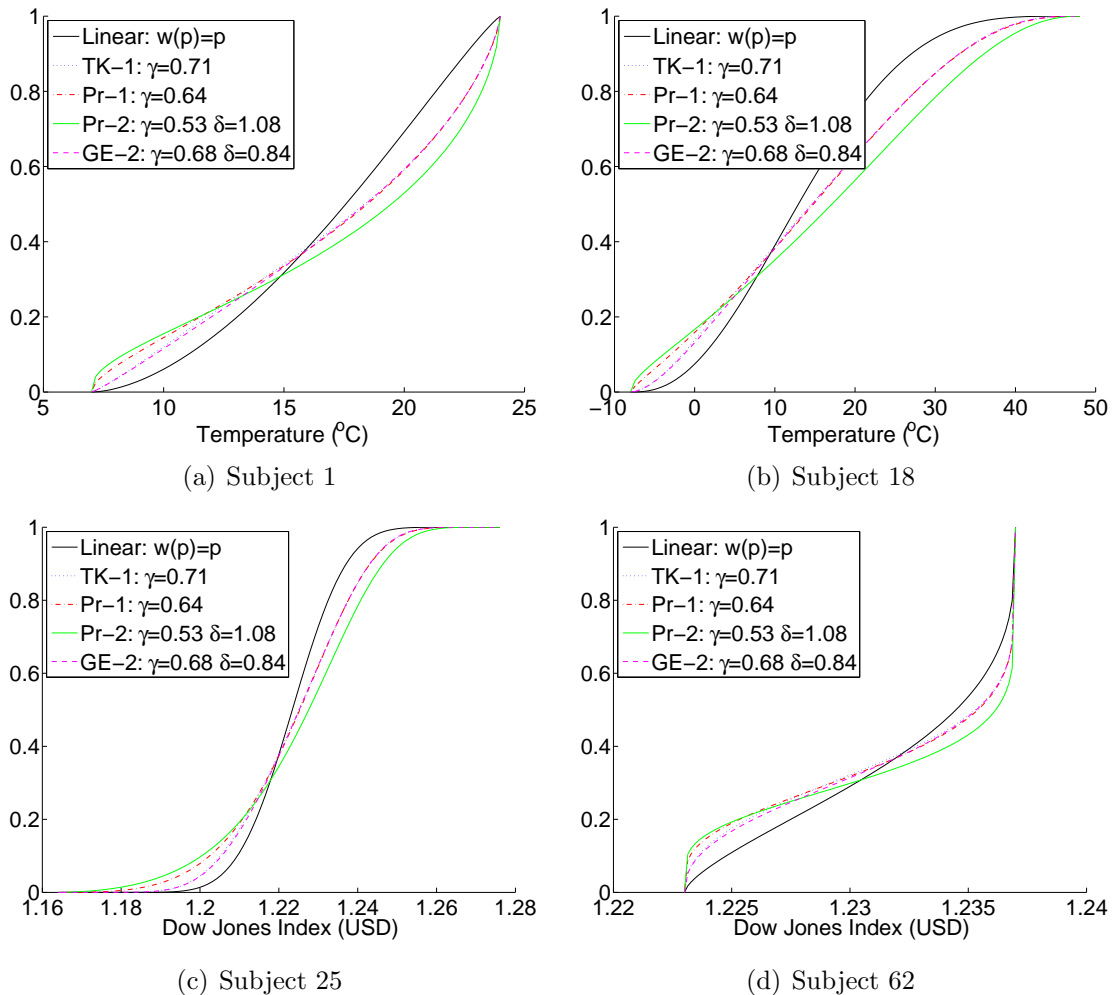 1
0.8
0.6
0.4
0.2
0
Linear: w(p)=p
TK−1: γ=0.71
Pr−1: γ=0.64
Pr−2: γ=0.53 δ=1.08
GE−2: γ=0.68 δ=0.84
5 10 15 20 25
Temperature (°C)
(a) Subject 1
1
0.8
0.6
0.4
0.2
0
Linear: w(p)=p
TK−1: γ=0.71
Pr−1: γ=0.64
Pr−2: γ=0.53 δ=1.08
GE−2: γ=0.68 δ=0.84
−10 0 10 20 30 40 50
Temperature (°C)
(b) Subject 18
1
0.8
0.6
0.4
0.2
0
Linear: w(p)=p
TK−1: γ=0.71
Pr−1: γ=0.64
Pr−2: γ=0.53 δ=1.08
GE−2: γ=0.68 δ=0.84
1.16 1.18 1.2 1.22 1.24 1.26 1.28
Dow Jones Index (USD)
(c) Subject 25
1
0.8
0.6
0.4
0.2
0
Linear: w(p)=p
TK−1: γ=0.71
Pr−1: γ=0.64
Pr−2: γ=0.53 δ=1.08
GE−2: γ=0.68 δ=0.84
1.22 1.225 1.23 1.235 1.24
Dow Jones Index (USD)
(d) Subject 62